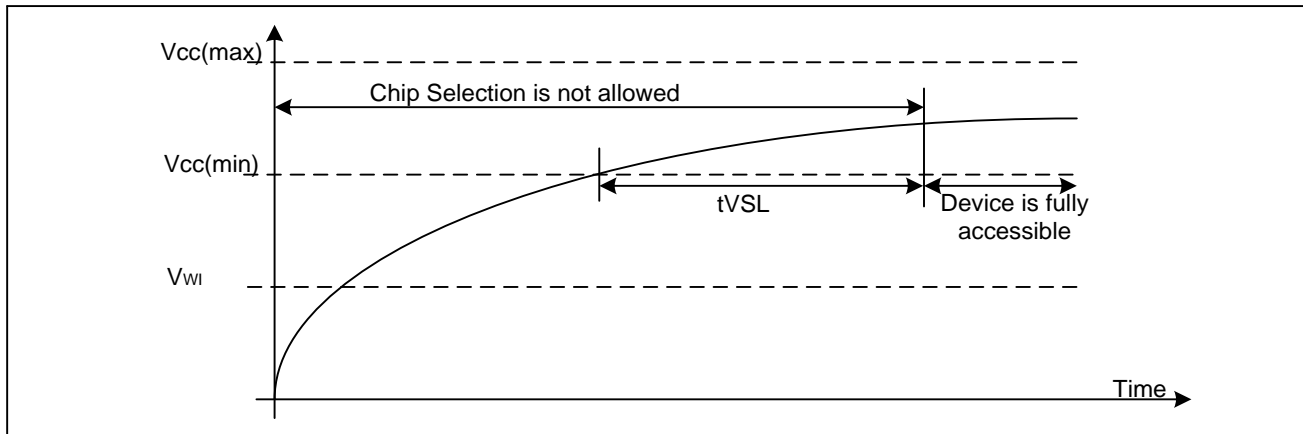 Vcc(max)
Chip Selection is not allowed
Vcc(min)
tVSL
Device is fully
accessible
VWI
Time